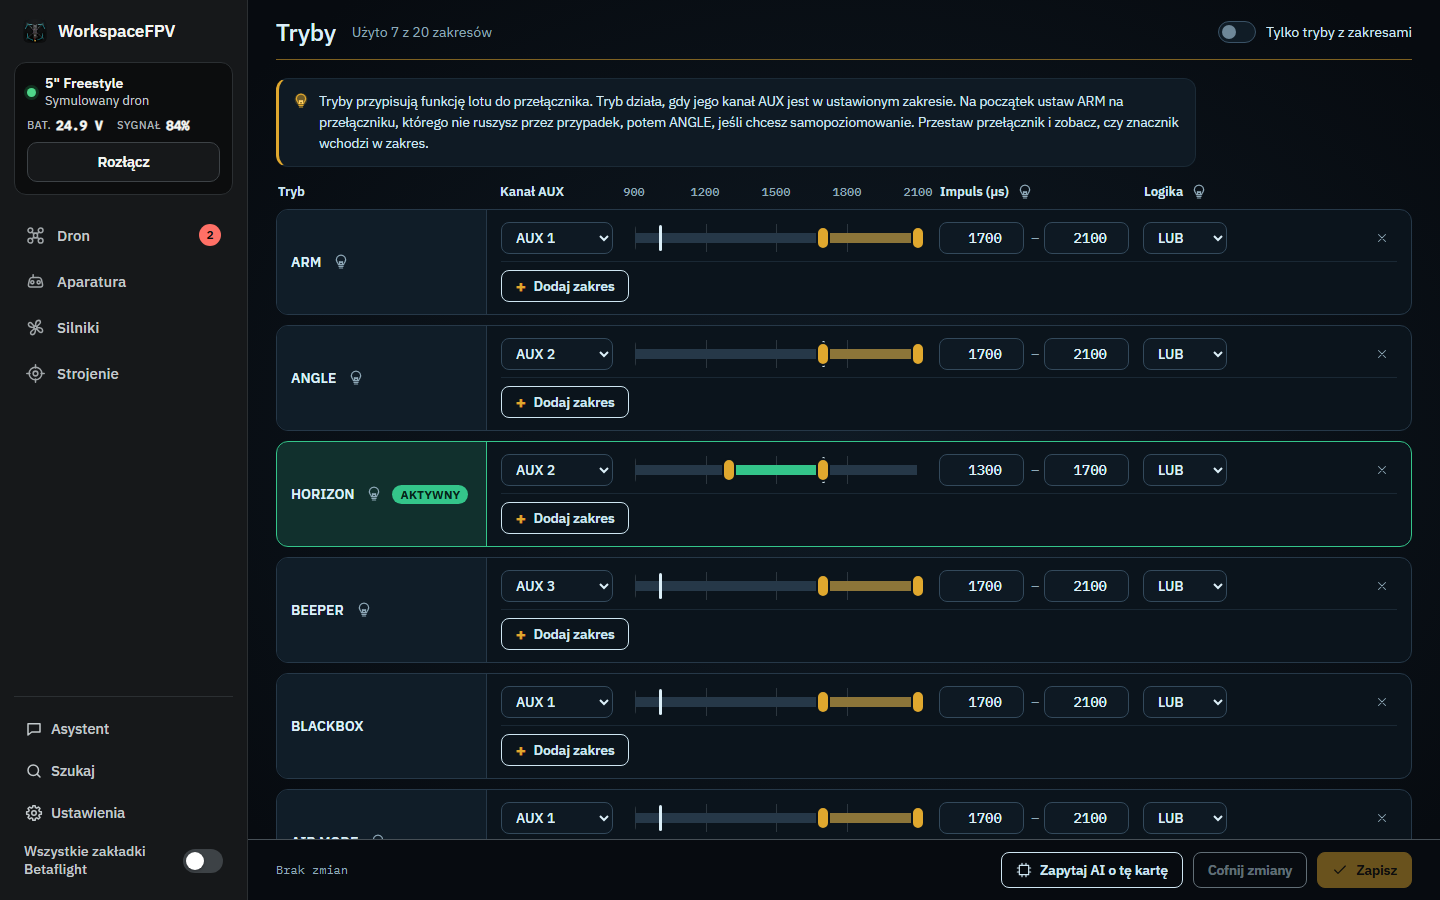 WorkspaceFPV
5" Freestyle
Symulowany dron
BAT. 24.9 V SYGNAŁ 84%
Rozłącz
Dron 2
Aparatura
Silniki
Strojenie
Asystent
Szukaj
Ustawienia
Wszystkie zakładki
Betaflight
Tryby Użyto 7 z 20 zakresów
Tylko tryby z zakresami
Tryby przypisują funkcję lotu do przełącznika. Tryb działa, gdy jego kanał AUX jest w ustawionym zakresie. Na początek ustaw ARM na
przełączniku, którego nie ruszysz przez przypadek, potem ANGLE, jeśli chcesz samopoziomowanie. Przestaw przełącznik i zobacz, czy znacznik
wchodzi w zakres.
Tryb Kanał AUX 900 1200 1500 1800 2100 Impuls (µs) Logika
ARM
AUX 1 1700 – 2100 LUB ×
+ Dodaj zakres
ANGLE
AUX 2 1700 – 2100 LUB ×
+ Dodaj zakres
HORIZON AKTYWNY
AUX 2 1300 – 1700 LUB ×
+ Dodaj zakres
BEEPER
AUX 3 1700 – 2100 LUB ×
+ Dodaj zakres
BLACKBOX
AUX 1 1700 – 2100 LUB ×
+ Dodaj zakres
AIR MODE
AUX 1 1700 – 2100 LUB ×
Brak zmian
Zapytaj AI o tę kartę
Cofnij zmiany
Zapisz